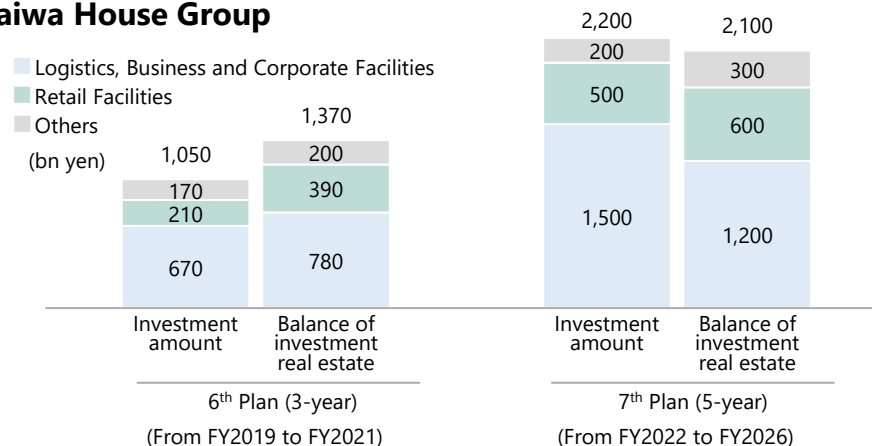 aiwa House Group
Logistics, Business and Corporate Facilities
Retail Facilities
Others
(bn yen)
1,050
170
210
670
1,370
200
390
780
2,200
200
500
1,500
2,100
300
600
1,200
Investment
amount
Balance of
investment
real estate
Investment
amount
Balance of
investment
real estate
6th Plan (3-year)
(From FY2019 to FY2021)
7th Plan (5-year)
(From FY2022 to FY2026)